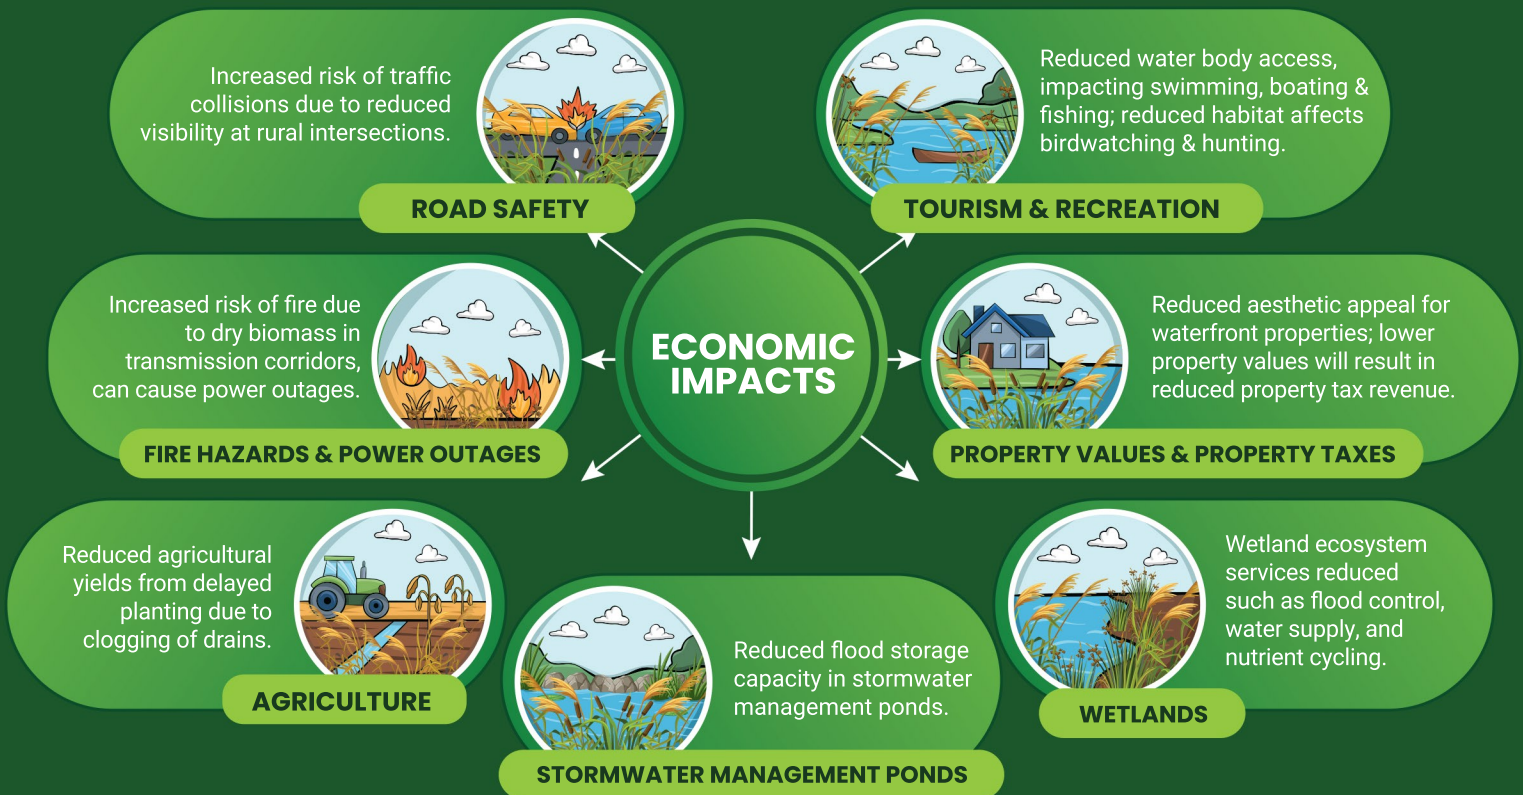 Increased risk of traffic
collisions due to reduced
visibility at rural intersections.
ROAD SAFETY
Reduced water body access,
impacting swimming, boating &
fishing; reduced habitat affects
birdwatching & hunting.
TOURISM & RECREATION
ECONOMIC
IMPACTS
Increased risk of fire due
to dry biomass in
transmission corridors,
can cause power outages.
FIRE HAZARDS & POWER OUTAGES
Reduced aesthetic appeal for
waterfront properties; lower
property values will result in
reduced property tax revenue.
PROPERTY VALUES & PROPERTY TAXES
Reduced agricultural
yields from delayed
planting due to
clogging of drains.
AGRICULTURE
Reduced flood storage
capacity in stormwater
management ponds.
STORMWATER MANAGEMENT PONDS
Wetland ecosystem
services reduced
such as flood control,
water supply, and
nutrient cycling.
WETLANDS